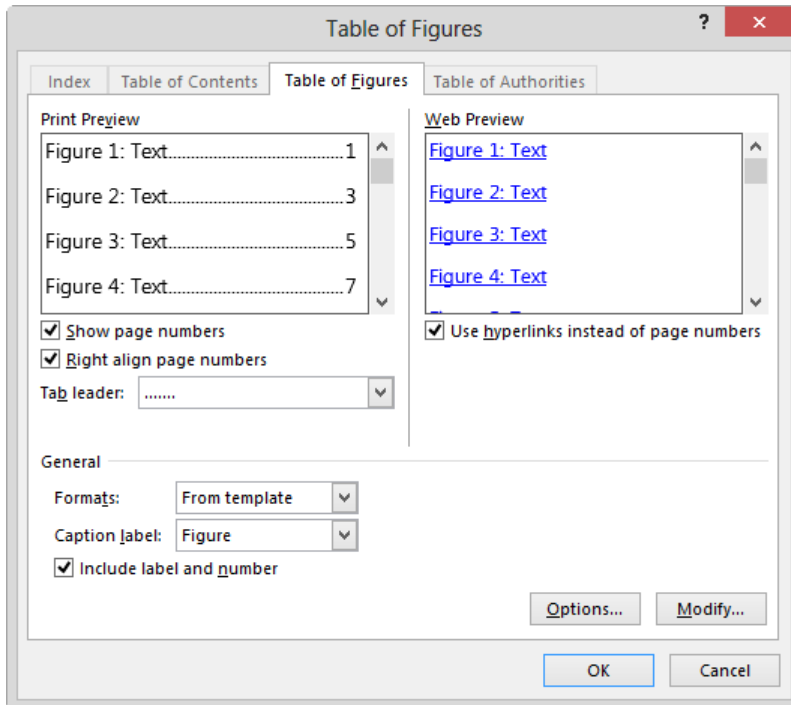 Table of Figures
?
Index
Table of Contents
Table of Figures
Table of Authorities
Print Preview
Figure 1: Text..........................................1
Figure 2: Text..........................................3
Figure 3: Text..........................................5
Figure 4: Text..........................................7
Show page numbers
Right align page numbers
Tab leader: .......
Web Preview
Figure 1: Text
Figure 2: Text
Figure 3: Text
Figure 4: Text
Use hyperlinks instead of page numbers
General
Formats: From template
Caption label: Figure
Include label and number
Options... Modify...
OK Cancel